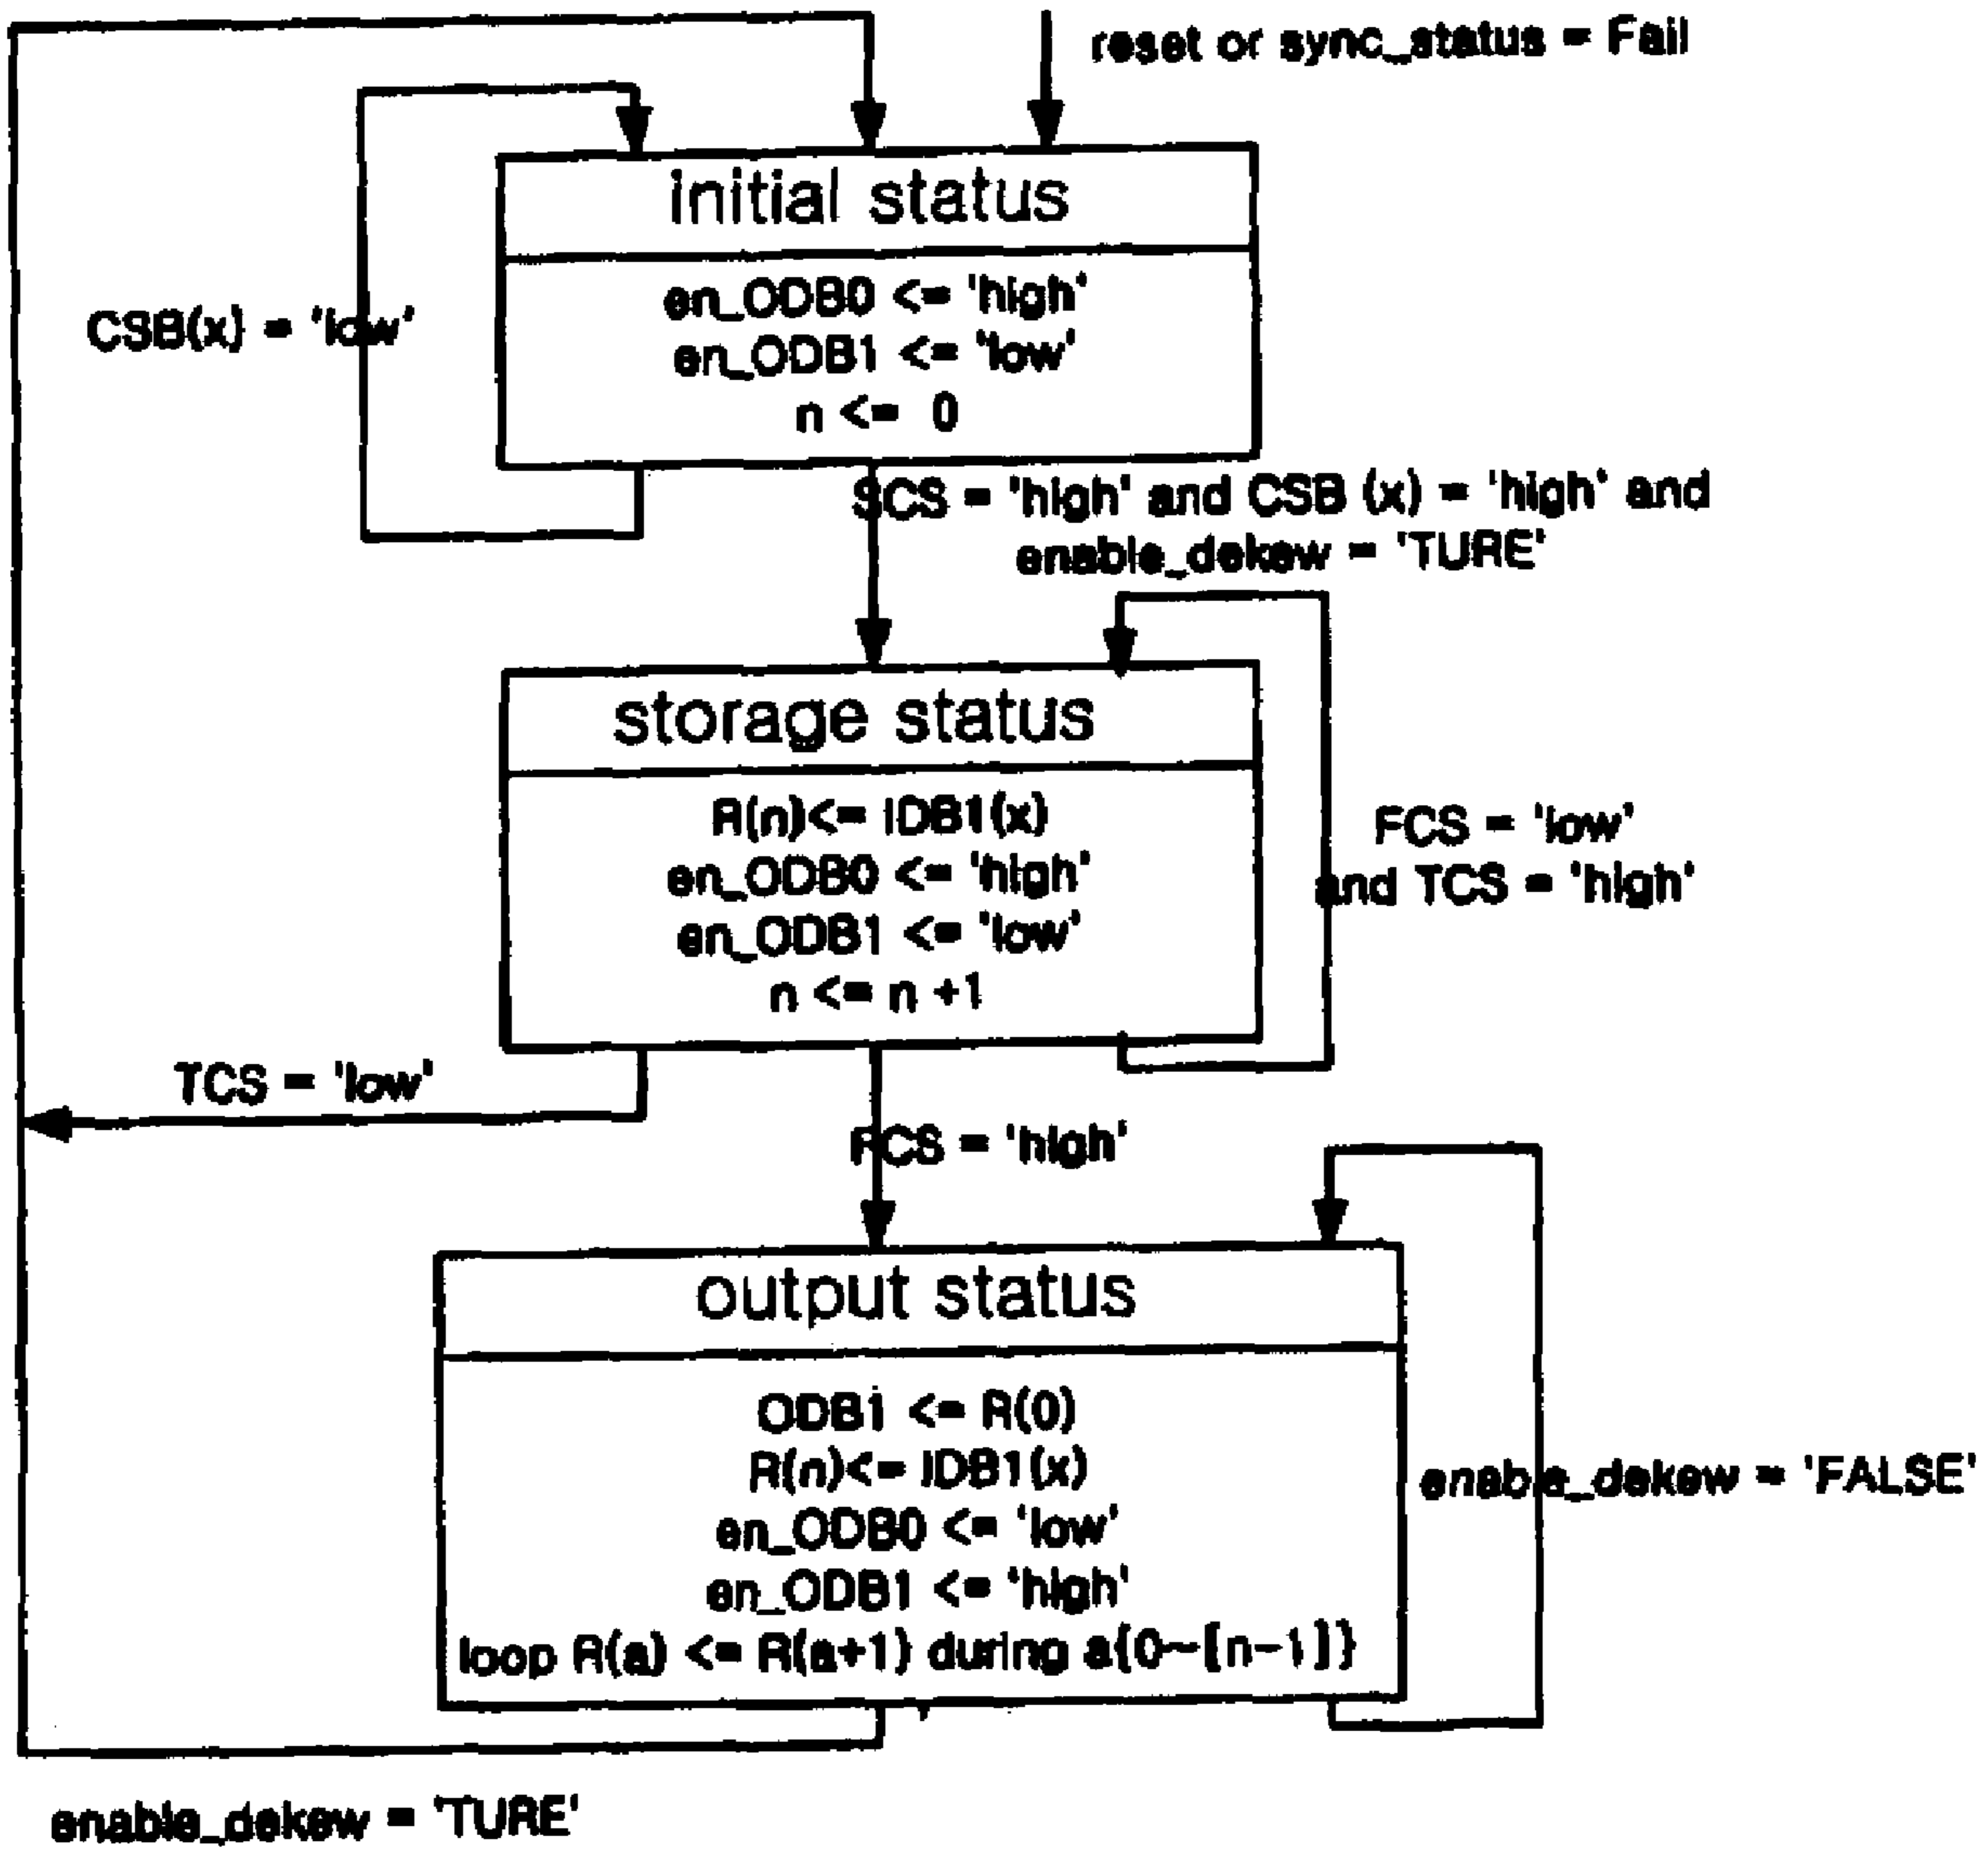 reset or sync_status = Fail
initial status
en_ODB0 <= 'high'
en_ODB1 <= 'low'
n <= 0
CSB(x) = 'low'
SCS = 'high' and CSB (x) = 'high' and
enable_dekew = 'TURE'
storage status
R(n)<= IDB1(x)
en_ODB0 <= 'high'
en_ODB1 <= 'low'
n <= n +1
FCS = 'low'
and TCS = 'high'
TCS = 'low'
FCS = 'high'
output status
ODBi <= R(0)
R(n)<= IDB1(x)
en_ODB0 <= 'low'
en_ODB1 <= 'high'
loop R(a) <= R(a+1) during a{0~[n-1]}
enable_dekew = 'FALSE'
enable_dekew = 'TURE'